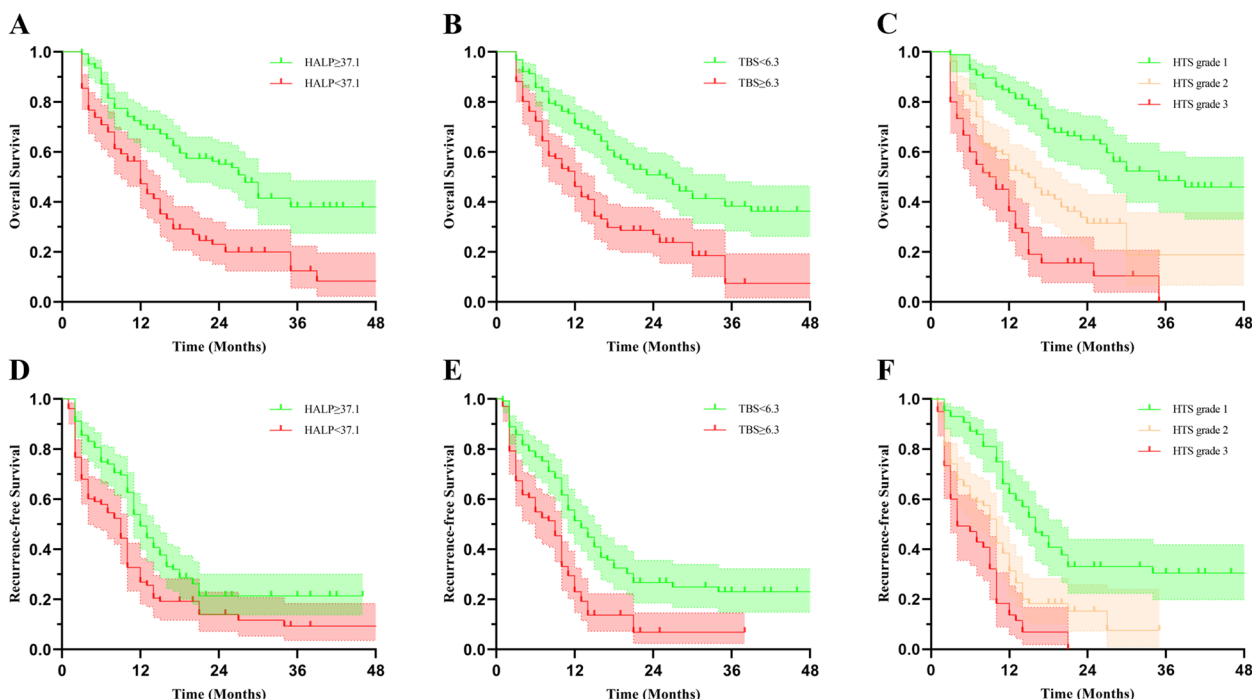 A
HALP≥37.1
HALP<37.1
Overall Survival
1.0
0.8
0.6
0.4
0.2
0.0
0 12 24 36 48
Time (Months)
B
TBS<6.3
TBS≥6.3
Overall Survival
1.0
0.8
0.6
0.4
0.2
0.0
0 12 24 36 48
Time (Months)
C
HTS grade 1
HTS grade 2
HTS grade 3
Overall Survival
1.0
0.8
0.6
0.4
0.2
0.0
0 12 24 36 48
Time (Months)
D
HALP≥37.1
HALP<37.1
Recurrence-free Survival
1.0
0.8
0.6
0.4
0.2
0.0
0 12 24 36 48
Time (Months)
E
TBS<6.3
TBS≥6.3
Recurrence-free Survival
1.0
0.8
0.6
0.4
0.2
0.0
0 12 24 36 48
Time (Months)
F
HTS grade 1
HTS grade 2
HTS grade 3
Recurrence-free Survival
1.0
0.8
0.6
0.4
0.2
0.0
0 12 24 36 48
Time (Months)